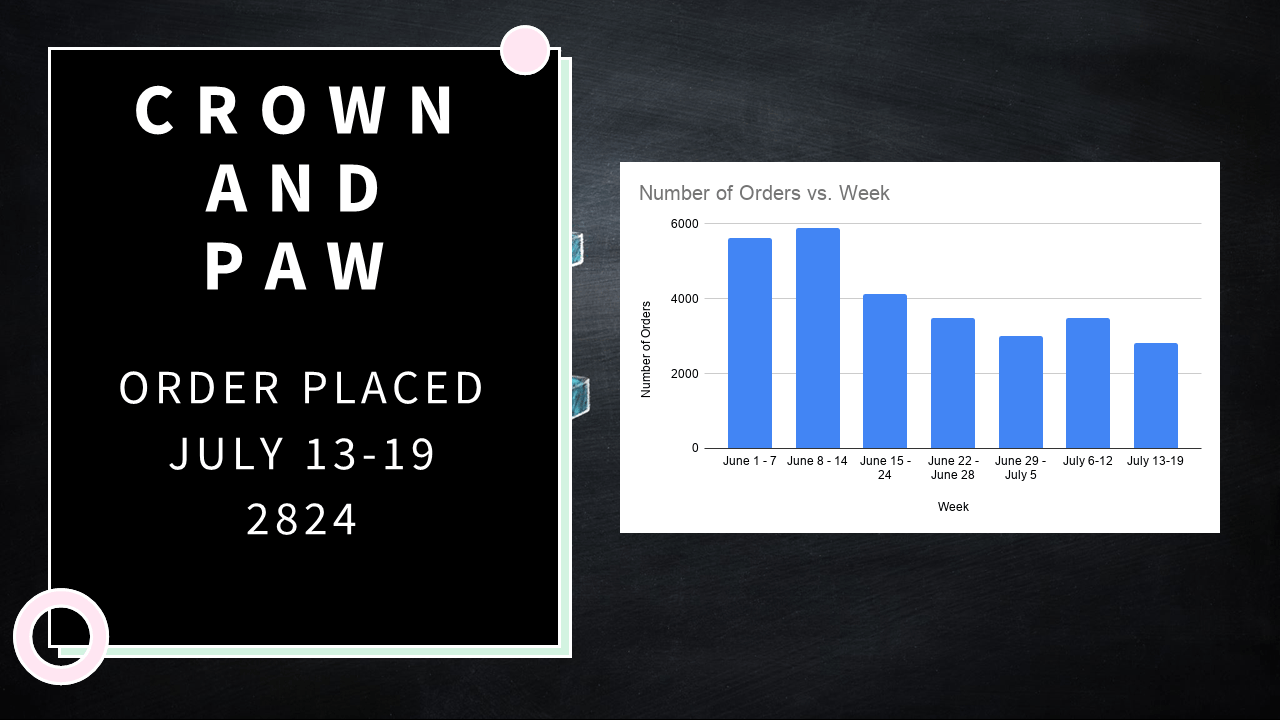 CROWN
AND
PAW
ORDER PLACED
JULY 13-19
2824
Number of Orders vs. Week
6000
4000
2000
0
Number of Orders
June 1 - 7
June 8 - 14
June 15 -
24
June 22 -
June 28
June 29 -
July 5
July 6-12
July 13-19
Week